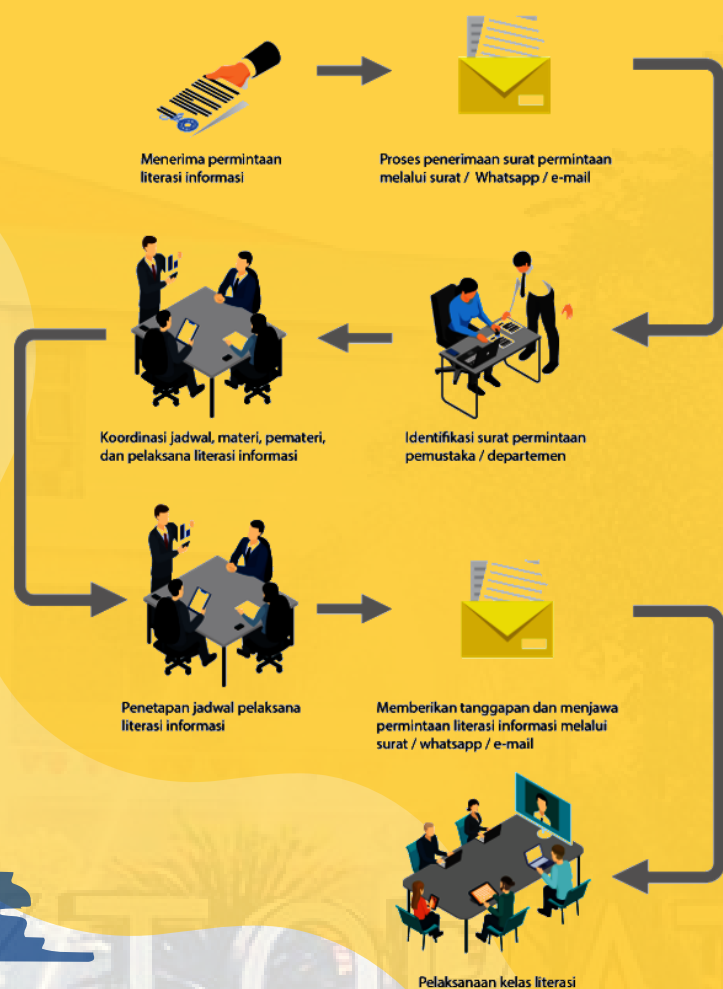 Menerima permintaan
literasi informasi
Proses penerimaan surat permintaan
melalui surat / Whatsapp / e-mail
Identifikasi surat permintaan
pemustaka / departemen
Koordinasi jadwal, materi, pemateri,
dan pelaksana literasi informasi
Penetapan jadwal pelaksana
literasi informasi
Memberikan tanggapan dan menjawa
permintaan literasi informasi melalui
surat / whatsapp / e-mail
Pelaksanaan kelas literasi